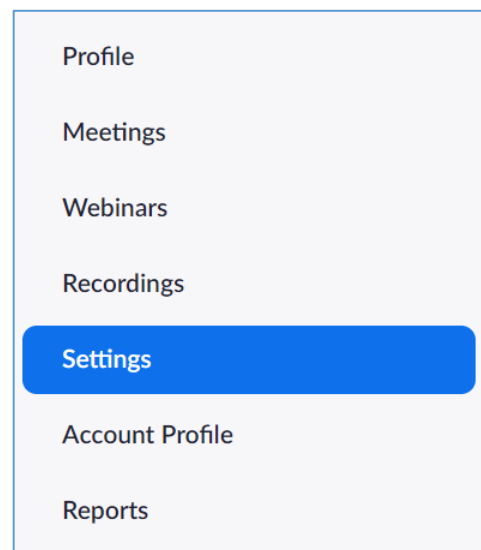 Profile
Meetings
Webinars
Recordings
Settings
Account Profile
Reports